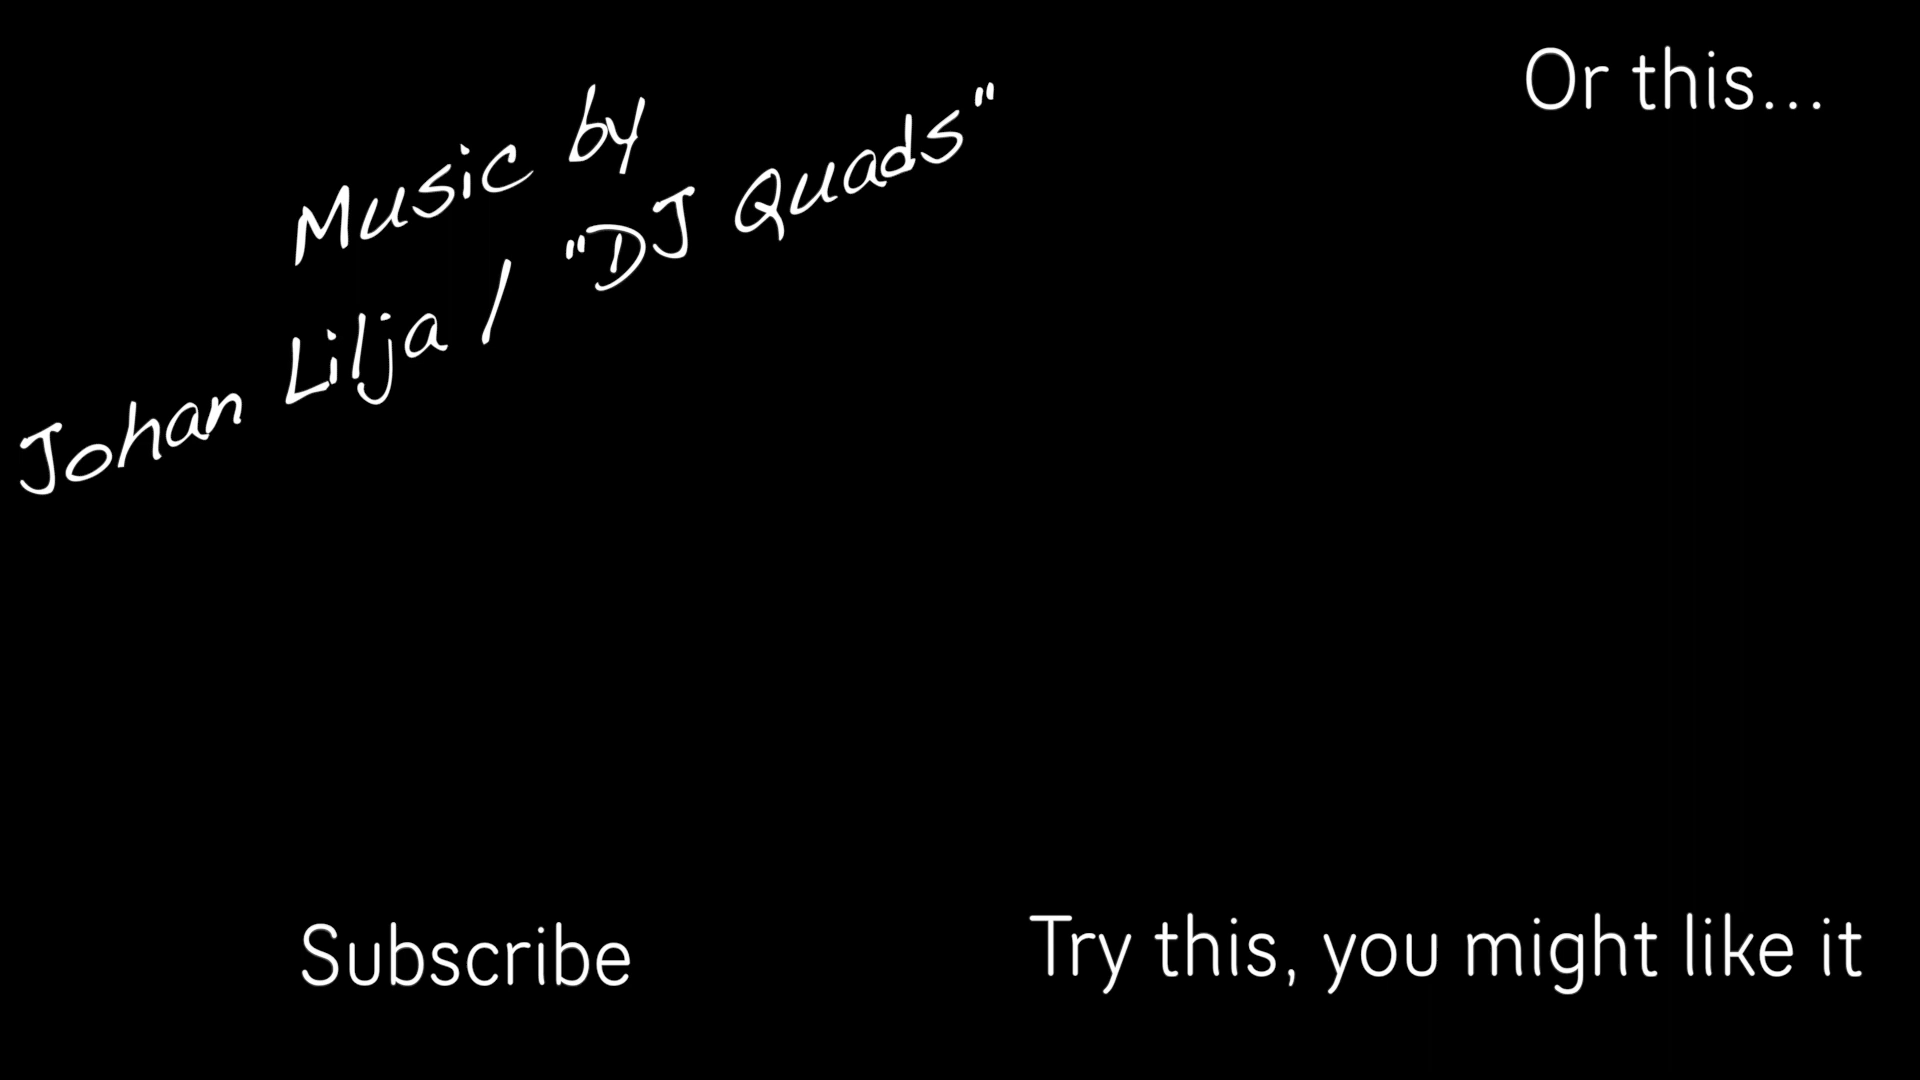 Music by
Johan Lilja / "DJ Quads"
Or this...
Subscribe
Try this, you might like it